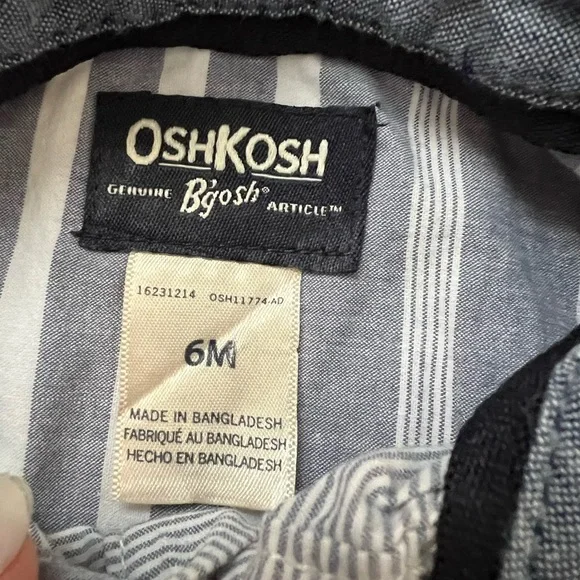 OSHKOSH
GENUINE B'gosh® ARTICLE™
16231214 OSH11774-AD
6M
MADE IN BANGLADESH
FABRIQUÉ AU BANGLADESH
HECHO EN BANGLADESH